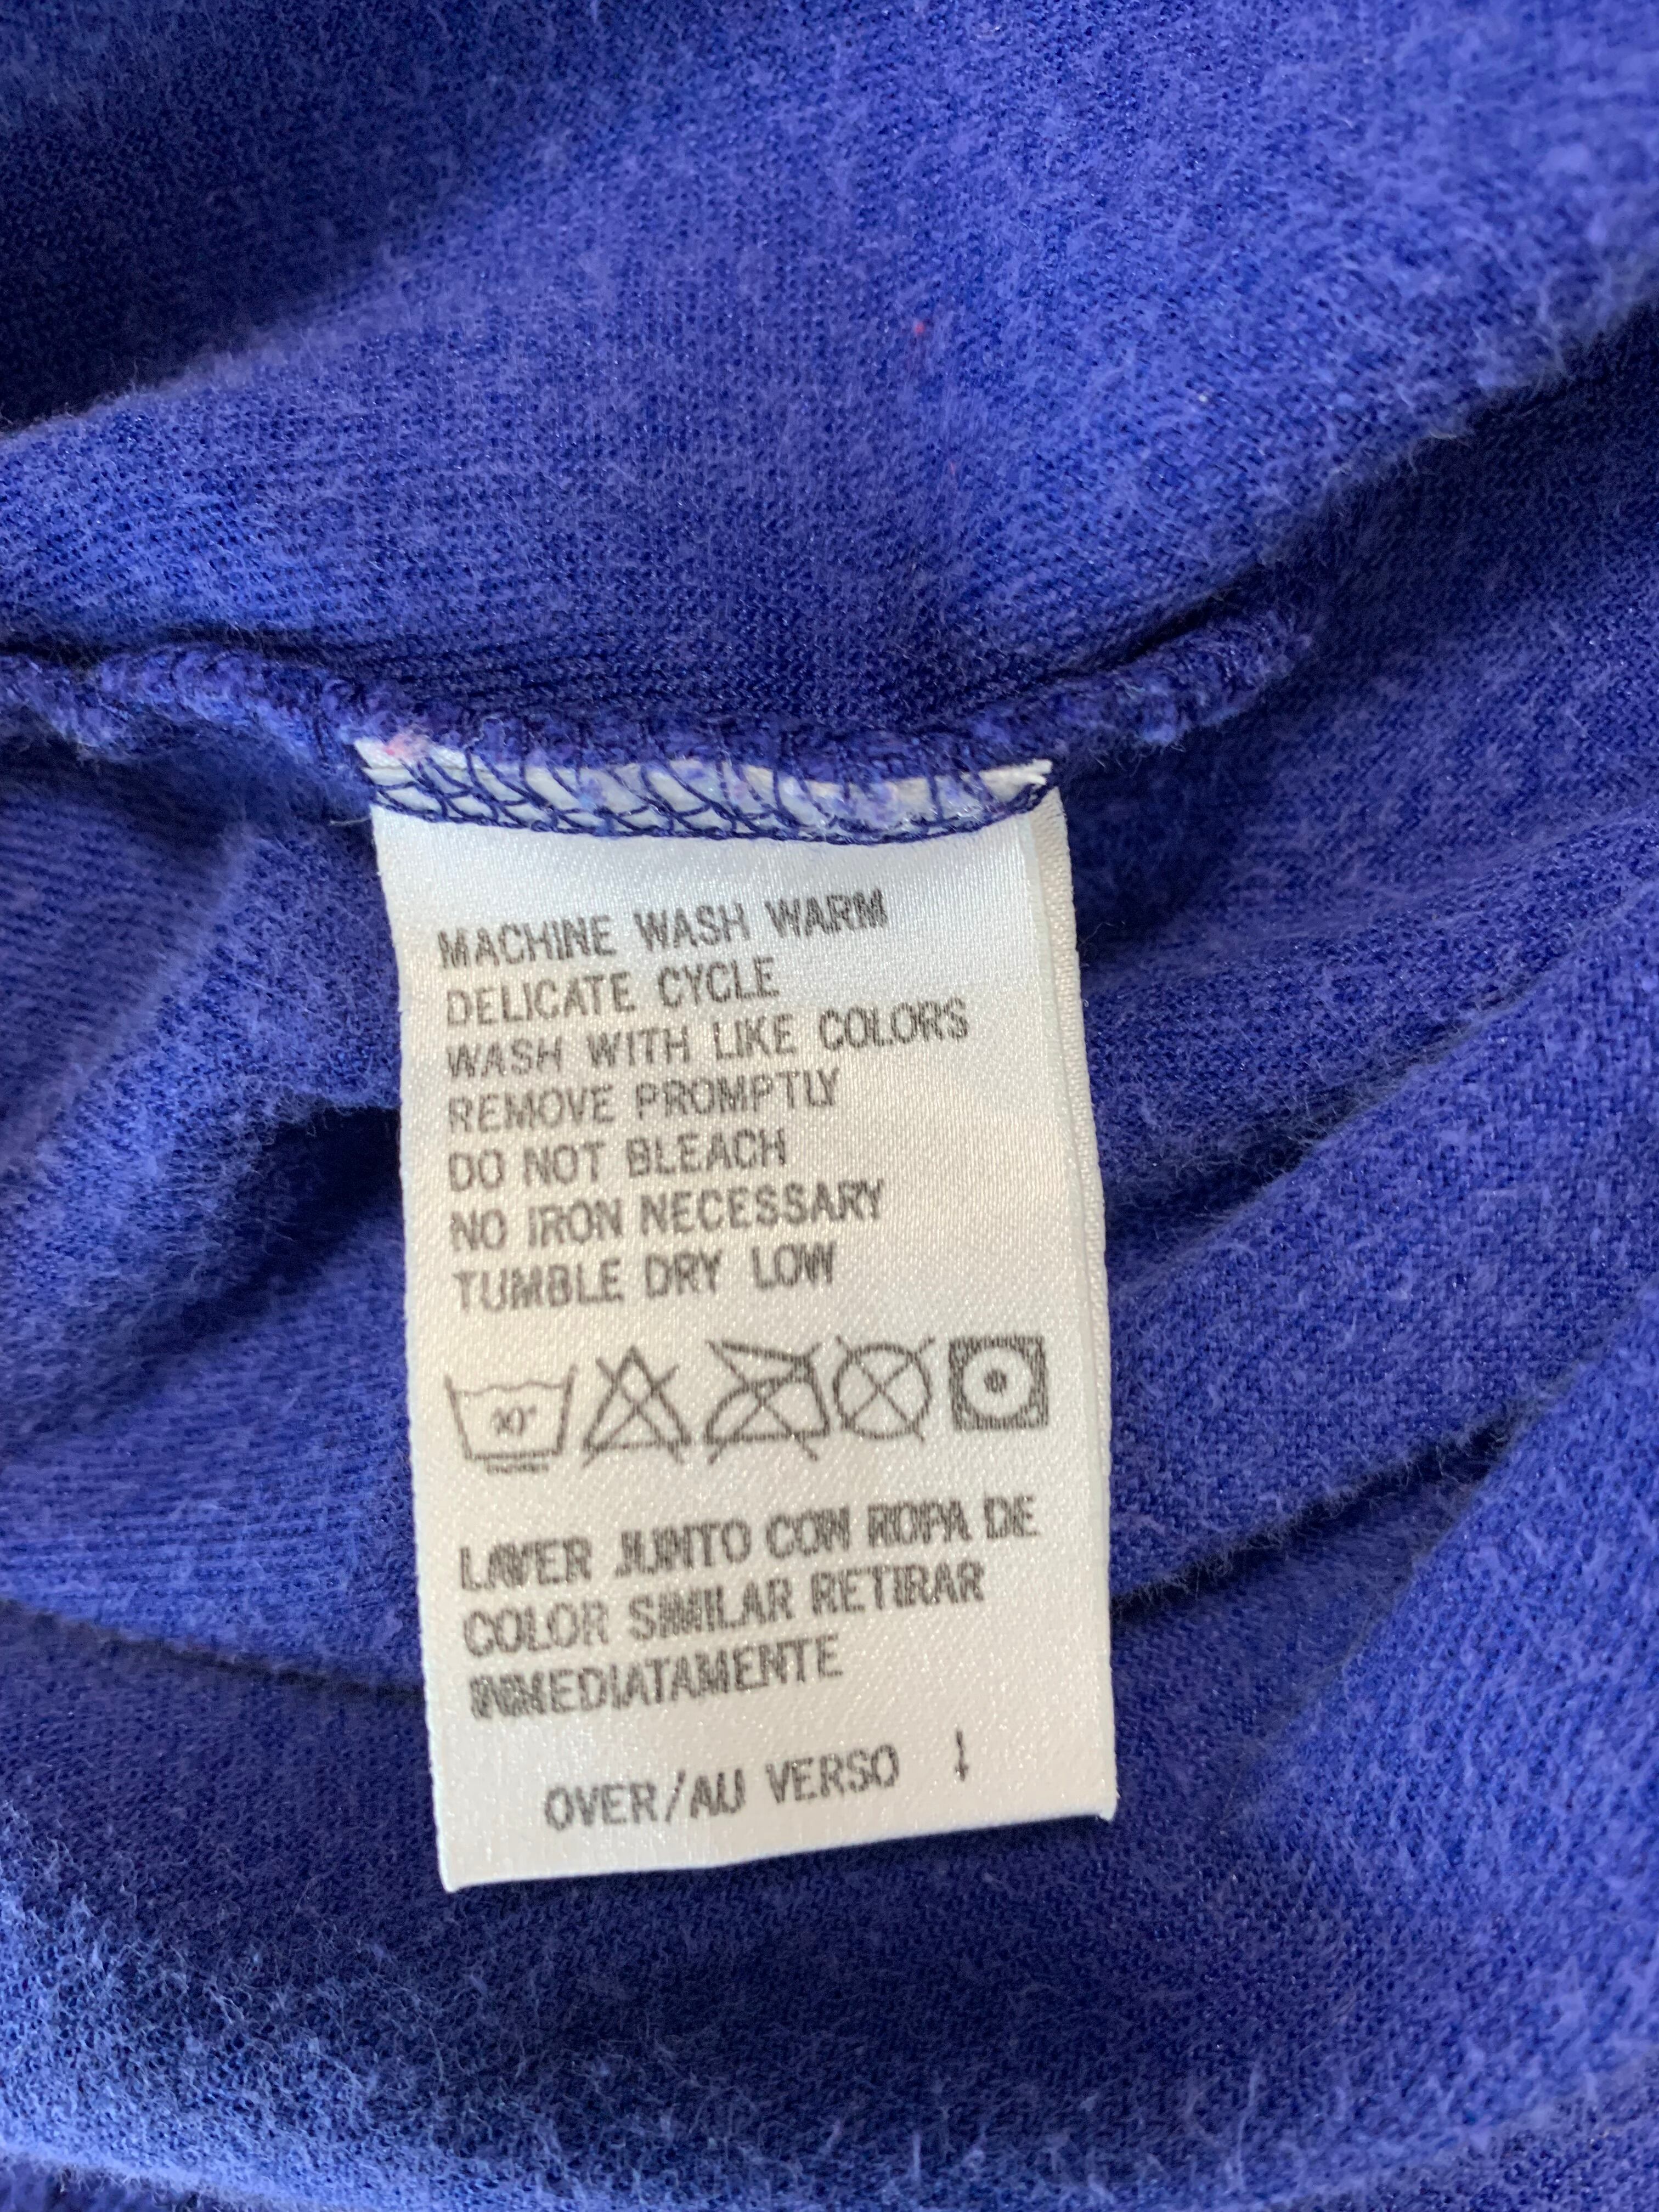 MACHINE WASH WARM
DELICATE CYCLE
WASH WITH LIKE COLORS
REMOVE PROMPTLY
DO NOT BLEACH
NO IRON NECESSARY
TUMBLE DRY LOW
LAVER JUNTO CON ROPA DE
COLOR SIMILAR RETIRAR
INMEDIATAMENTE
OVER/AU VERSO